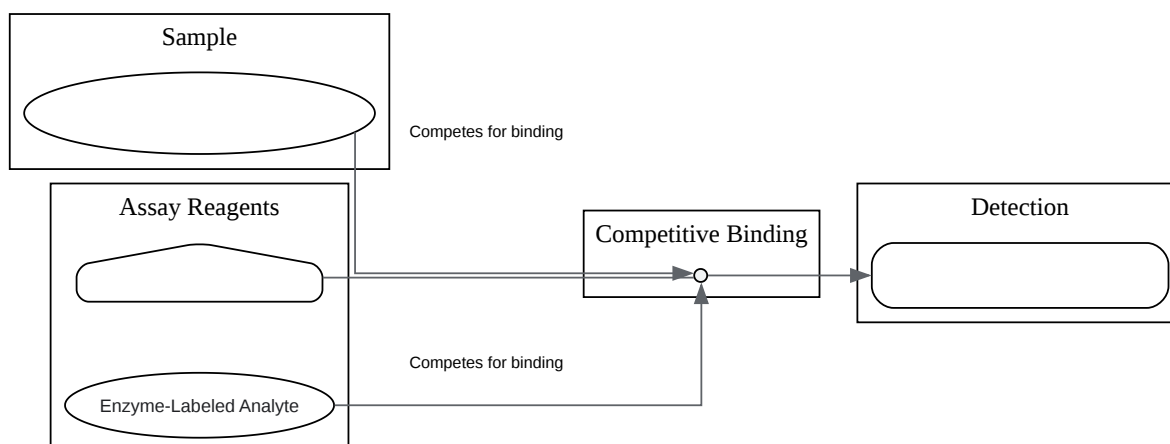 Sample
Competes for binding
Assay Reagents
Competitive Binding
Detection
Competes for binding
Enzyme-Labeled Analyte